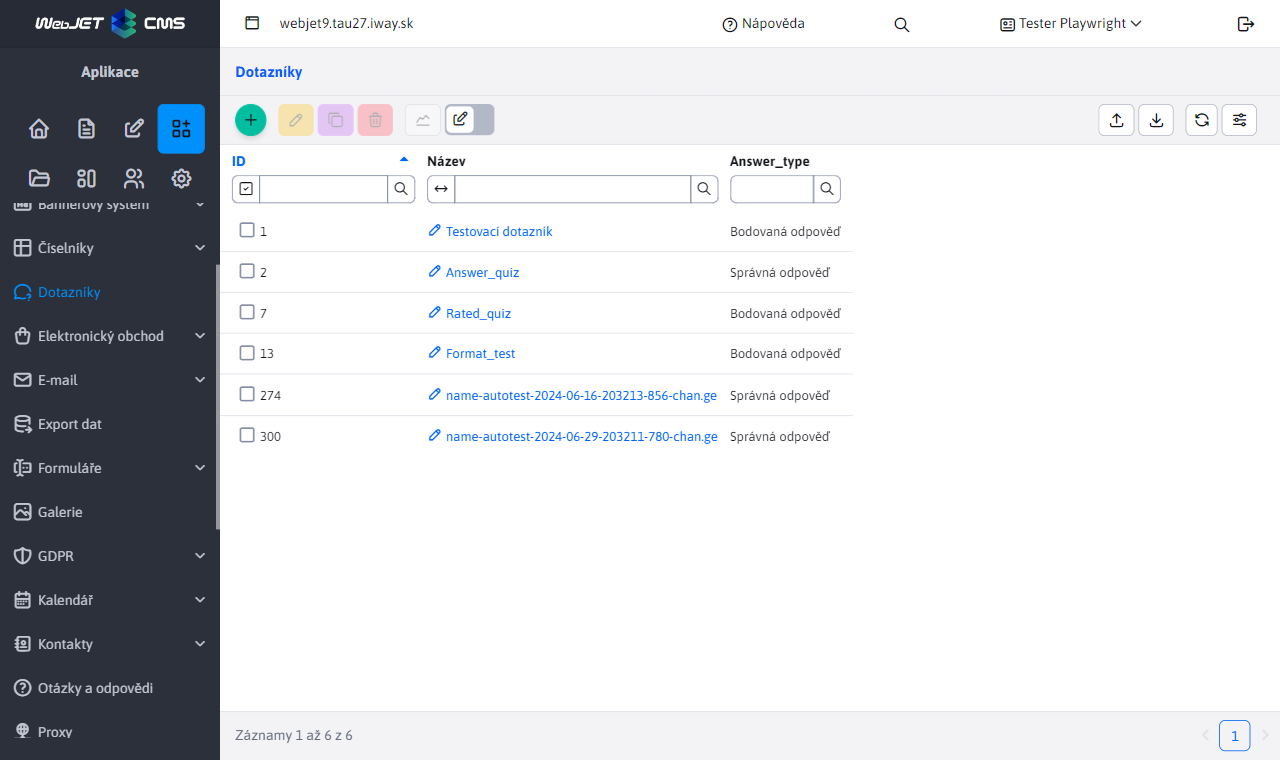 WebJET CMS
webjet9.tau27.iway.sk
Nápověda
Tester Playwright
Aplikace
Bannerový systém
Číselníky
Dotazníky
Elektronický obchod
E-mail
Export dat
Formuláře
Galerie
GDPR
Kalendář
Kontakty
Otázky a odpovědi
Proxy
Dotazníky
ID Název Answer_type
1 Testovací dotazník Bodovaná odpověď
2 Answer_quiz Správná odpověď
7 Rated_quiz Bodovaná odpověď
13 Format_test Bodovaná odpověď
274 name-autotest-2024-06-16-203213-856-chan.ge Správná odpověď
300 name-autotest-2024-06-29-203211-780-chan.ge Správná odpověď
Záznamy 1 až 6 z 6
1